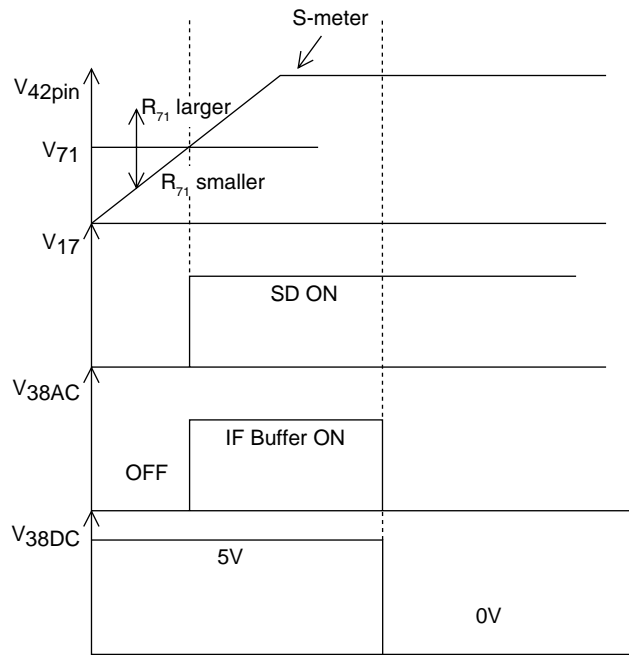 S-meter
V42pin
R71 larger
V71
R71 smaller
V17
SD ON
V38AC
IF Buffer ON
OFF
V38DC
5V
0V